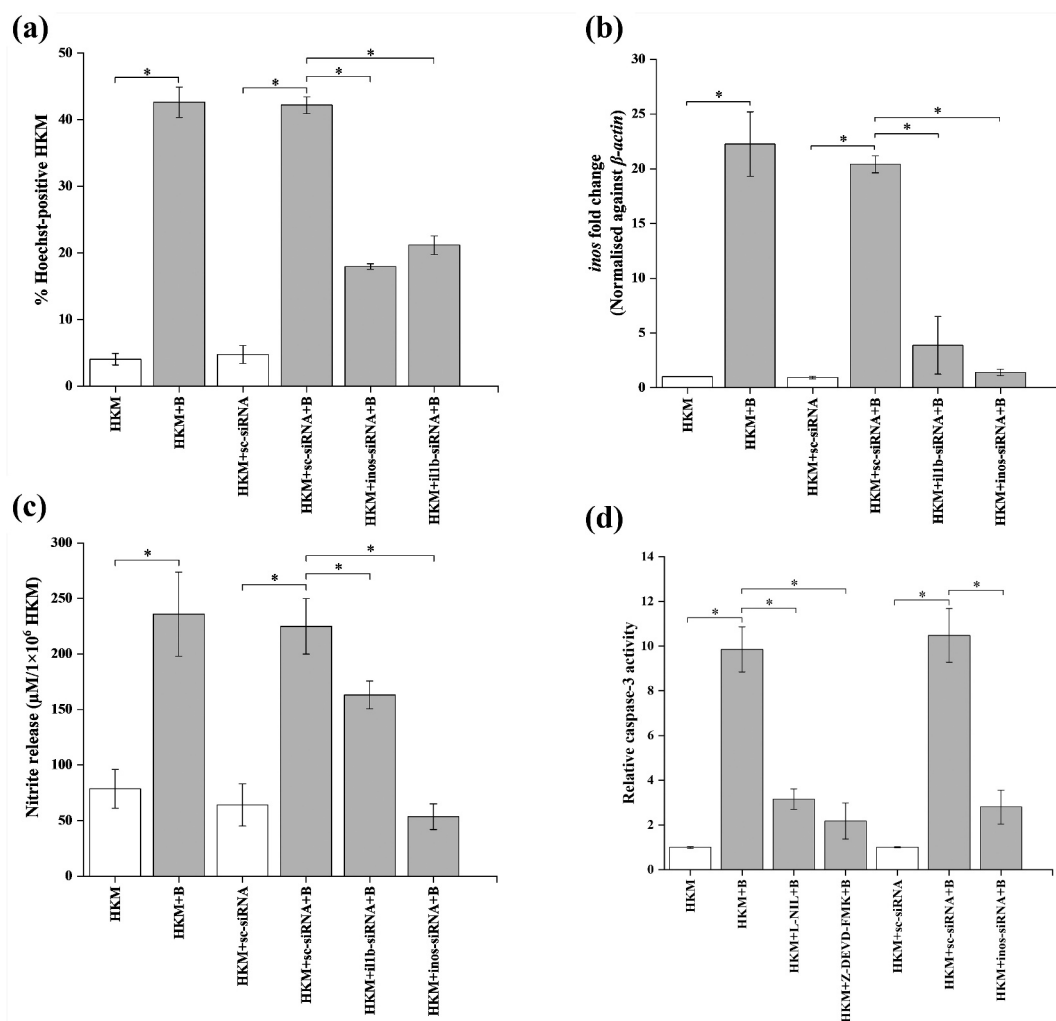 (a)
% Hoechst-positive HKM
50
40
30
20
10
0
*
*
*
*
HKM
HKM+B
HKM+sc-siRNA
HKM+sc-siRNA+B
HKM+inos-siRNA+B
HKM+il1b-siRNA+B
(b)
inos fold change
(Normalised against β-actin)
30
25
20
15
10
5
0
*
*
*
*
HKM
HKM+B
HKM+sc-siRNA
HKM+sc-siRNA+B
HKM+il1b-siRNA+B
HKM+inos-siRNA+B
(c)
Nitrite release (µM/1×10⁶ HKM)
300
250
200
150
100
50
0
*
*
*
*
HKM
HKM+B
HKM+sc-siRNA
HKM+sc-siRNA+B
HKM+il1b-siRNA+B
HKM+inos-siRNA+B
(d)
Relative caspase-3 activity
14
12
10
8
6
4
2
0
*
*
*
*
*
HKM
HKM+B
HKM+L-NIL+B
HKM+Z-DEVD-FMK+B
HKM+sc-siRNA
HKM+sc-siRNA+B
HKM+inos-siRNA+B